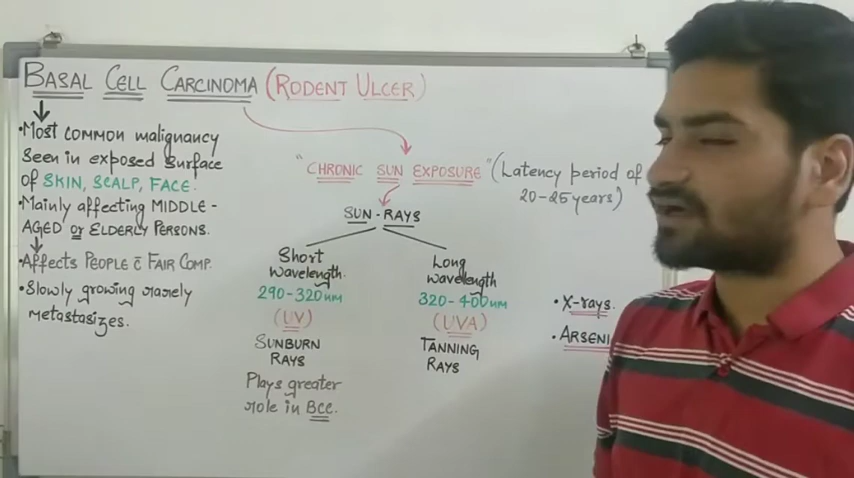 BASAL CELL CARCINOMA (RODENT ULCER)
• Most COMMON malignancy
seen in exposed surface
of SKIN, SCALP, FACE.
• Mainly affecting MIDDLE -
AGED or ELDERLY PERSONS.
• Affects PEOPLE c̄ FAIR COMP.
• Slowly growing rarely
metastasizes.
"CHRONIC SUN EXPOSURE" (Latency period of
20-25 years)
SUN-RAYS
Short
wavelength.
290-320nm
(UV)
SUNBURN
RAYS
Plays greater
role in BCC.
Long
wavelength
320-400nm
(UVA)
TANNING
RAYS
• X-rays.
• ARSENI